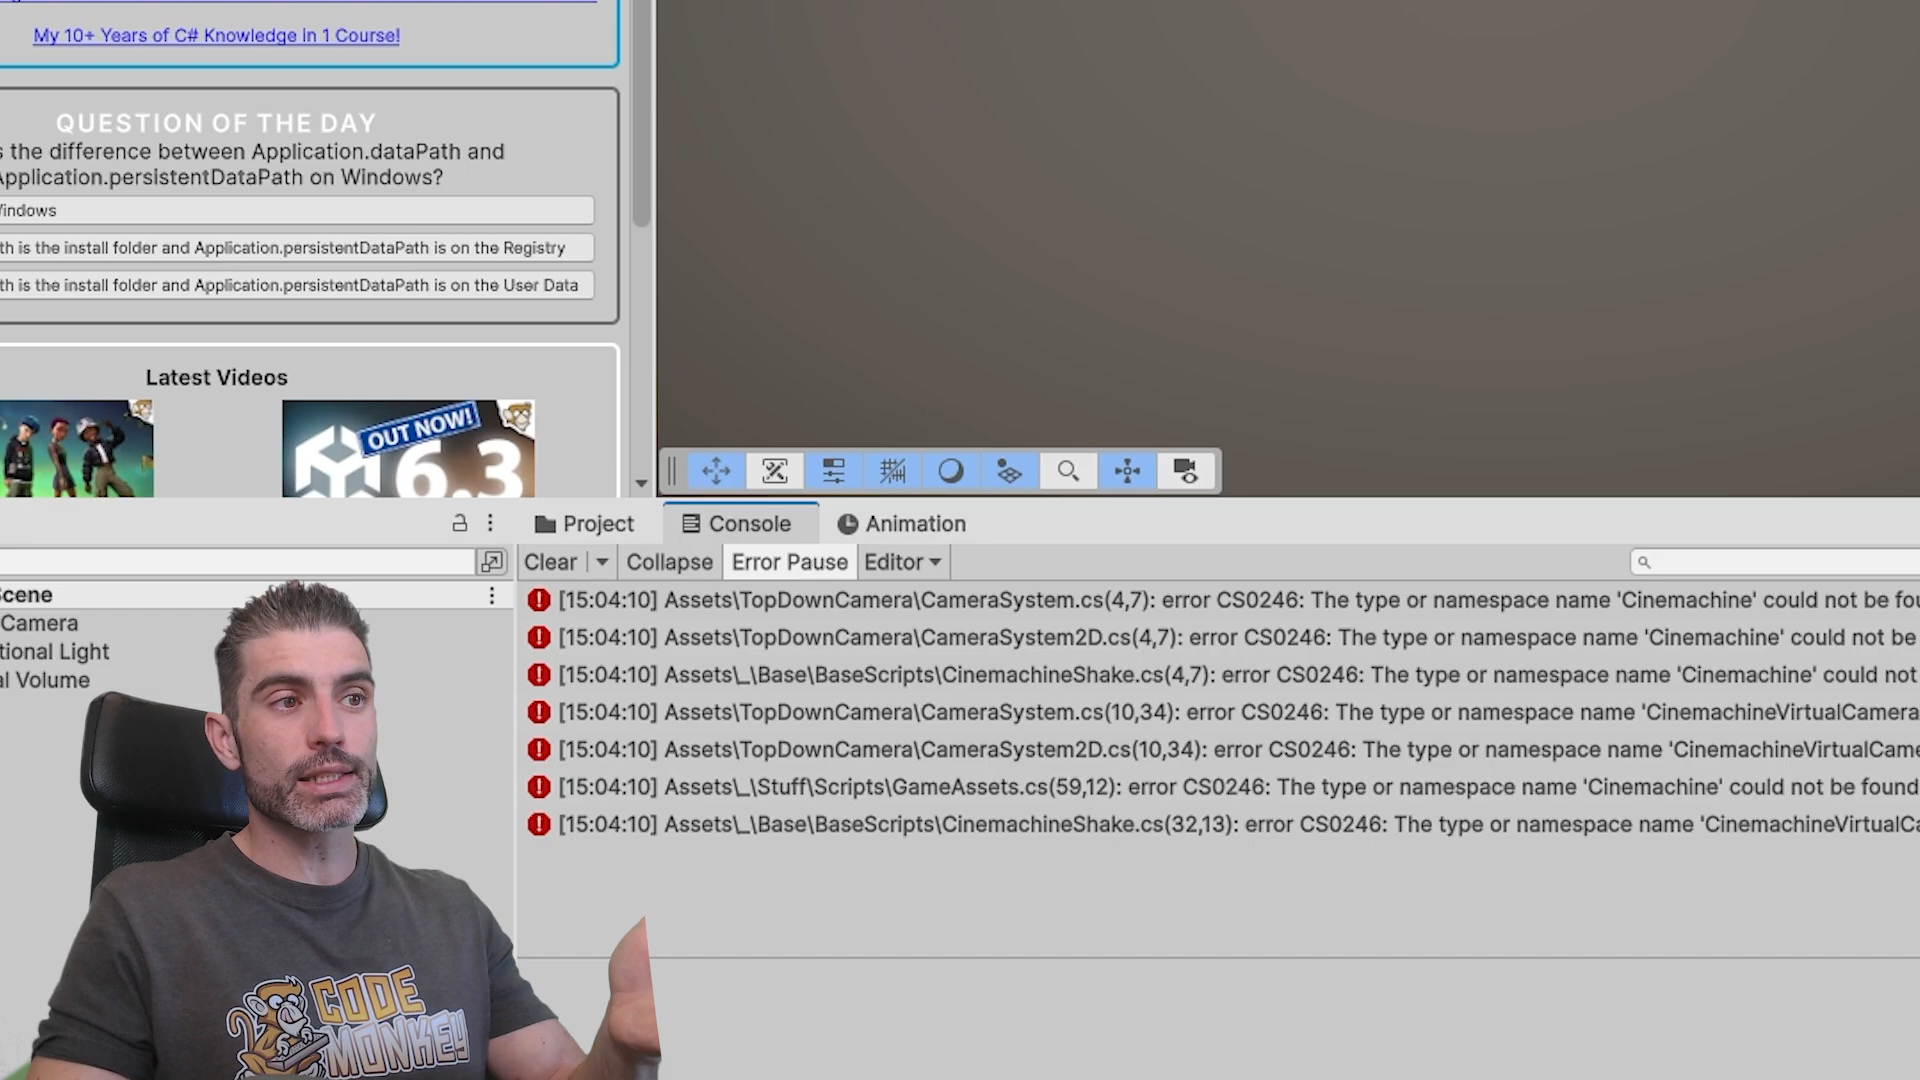 My 10+ Years of C# Knowledge in 1 Course!
QUESTION OF THE DAY
the difference between Application.dataPath and
Application.persistentDataPath on Windows?
Windows
is the install folder and Application.persistentDataPath is on the Registry
is the install folder and Application.persistentDataPath is on the User Data
Latest Videos
OUT NOW!
6.3
Project
Console
Animation
Clear
Collapse
Error Pause
Editor
Scene
Camera
tional Light
al Volume
[15:04:10] Assets\TopDownCamera\CameraSystem.cs(4,7): error CS0246: The type or namespace name 'Cinemachine' could not be fou
[15:04:10] Assets\TopDownCamera\CameraSystem2D.cs(4,7): error CS0246: The type or namespace name 'Cinemachine' could not be
[15:04:10] Assets\_\Base\BaseScripts\CinemachineShake.cs(4,7): error CS0246: The type or namespace name 'Cinemachine' could not
[15:04:10] Assets\TopDownCamera\CameraSystem.cs(10,34): error CS0246: The type or namespace name 'CinemachineVirtualCamera
[15:04:10] Assets\TopDownCamera\CameraSystem2D.cs(10,34): error CS0246: The type or namespace name 'CinemachineVirtualCame
[15:04:10] Assets\_\Stuff\Scripts\GameAssets.cs(59,12): error CS0246: The type or namespace name 'Cinemachine' could not be found
[15:04:10] Assets\_\Base\BaseScripts\CinemachineShake.cs(32,13): error CS0246: The type or namespace name 'CinemachineVirtualCa
CODE
MONKEY